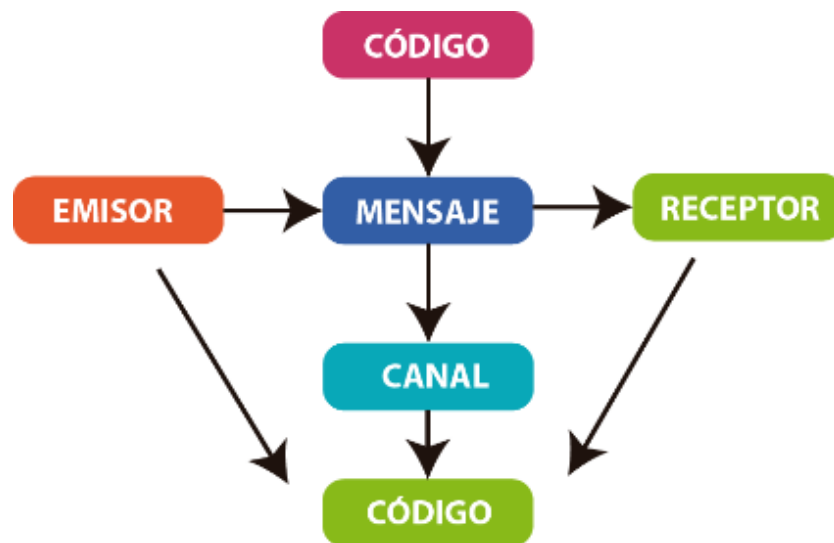 CÓDIGO
EMISOR
MENSAJE
RECEPTOR
CANAL
CÓDIGO